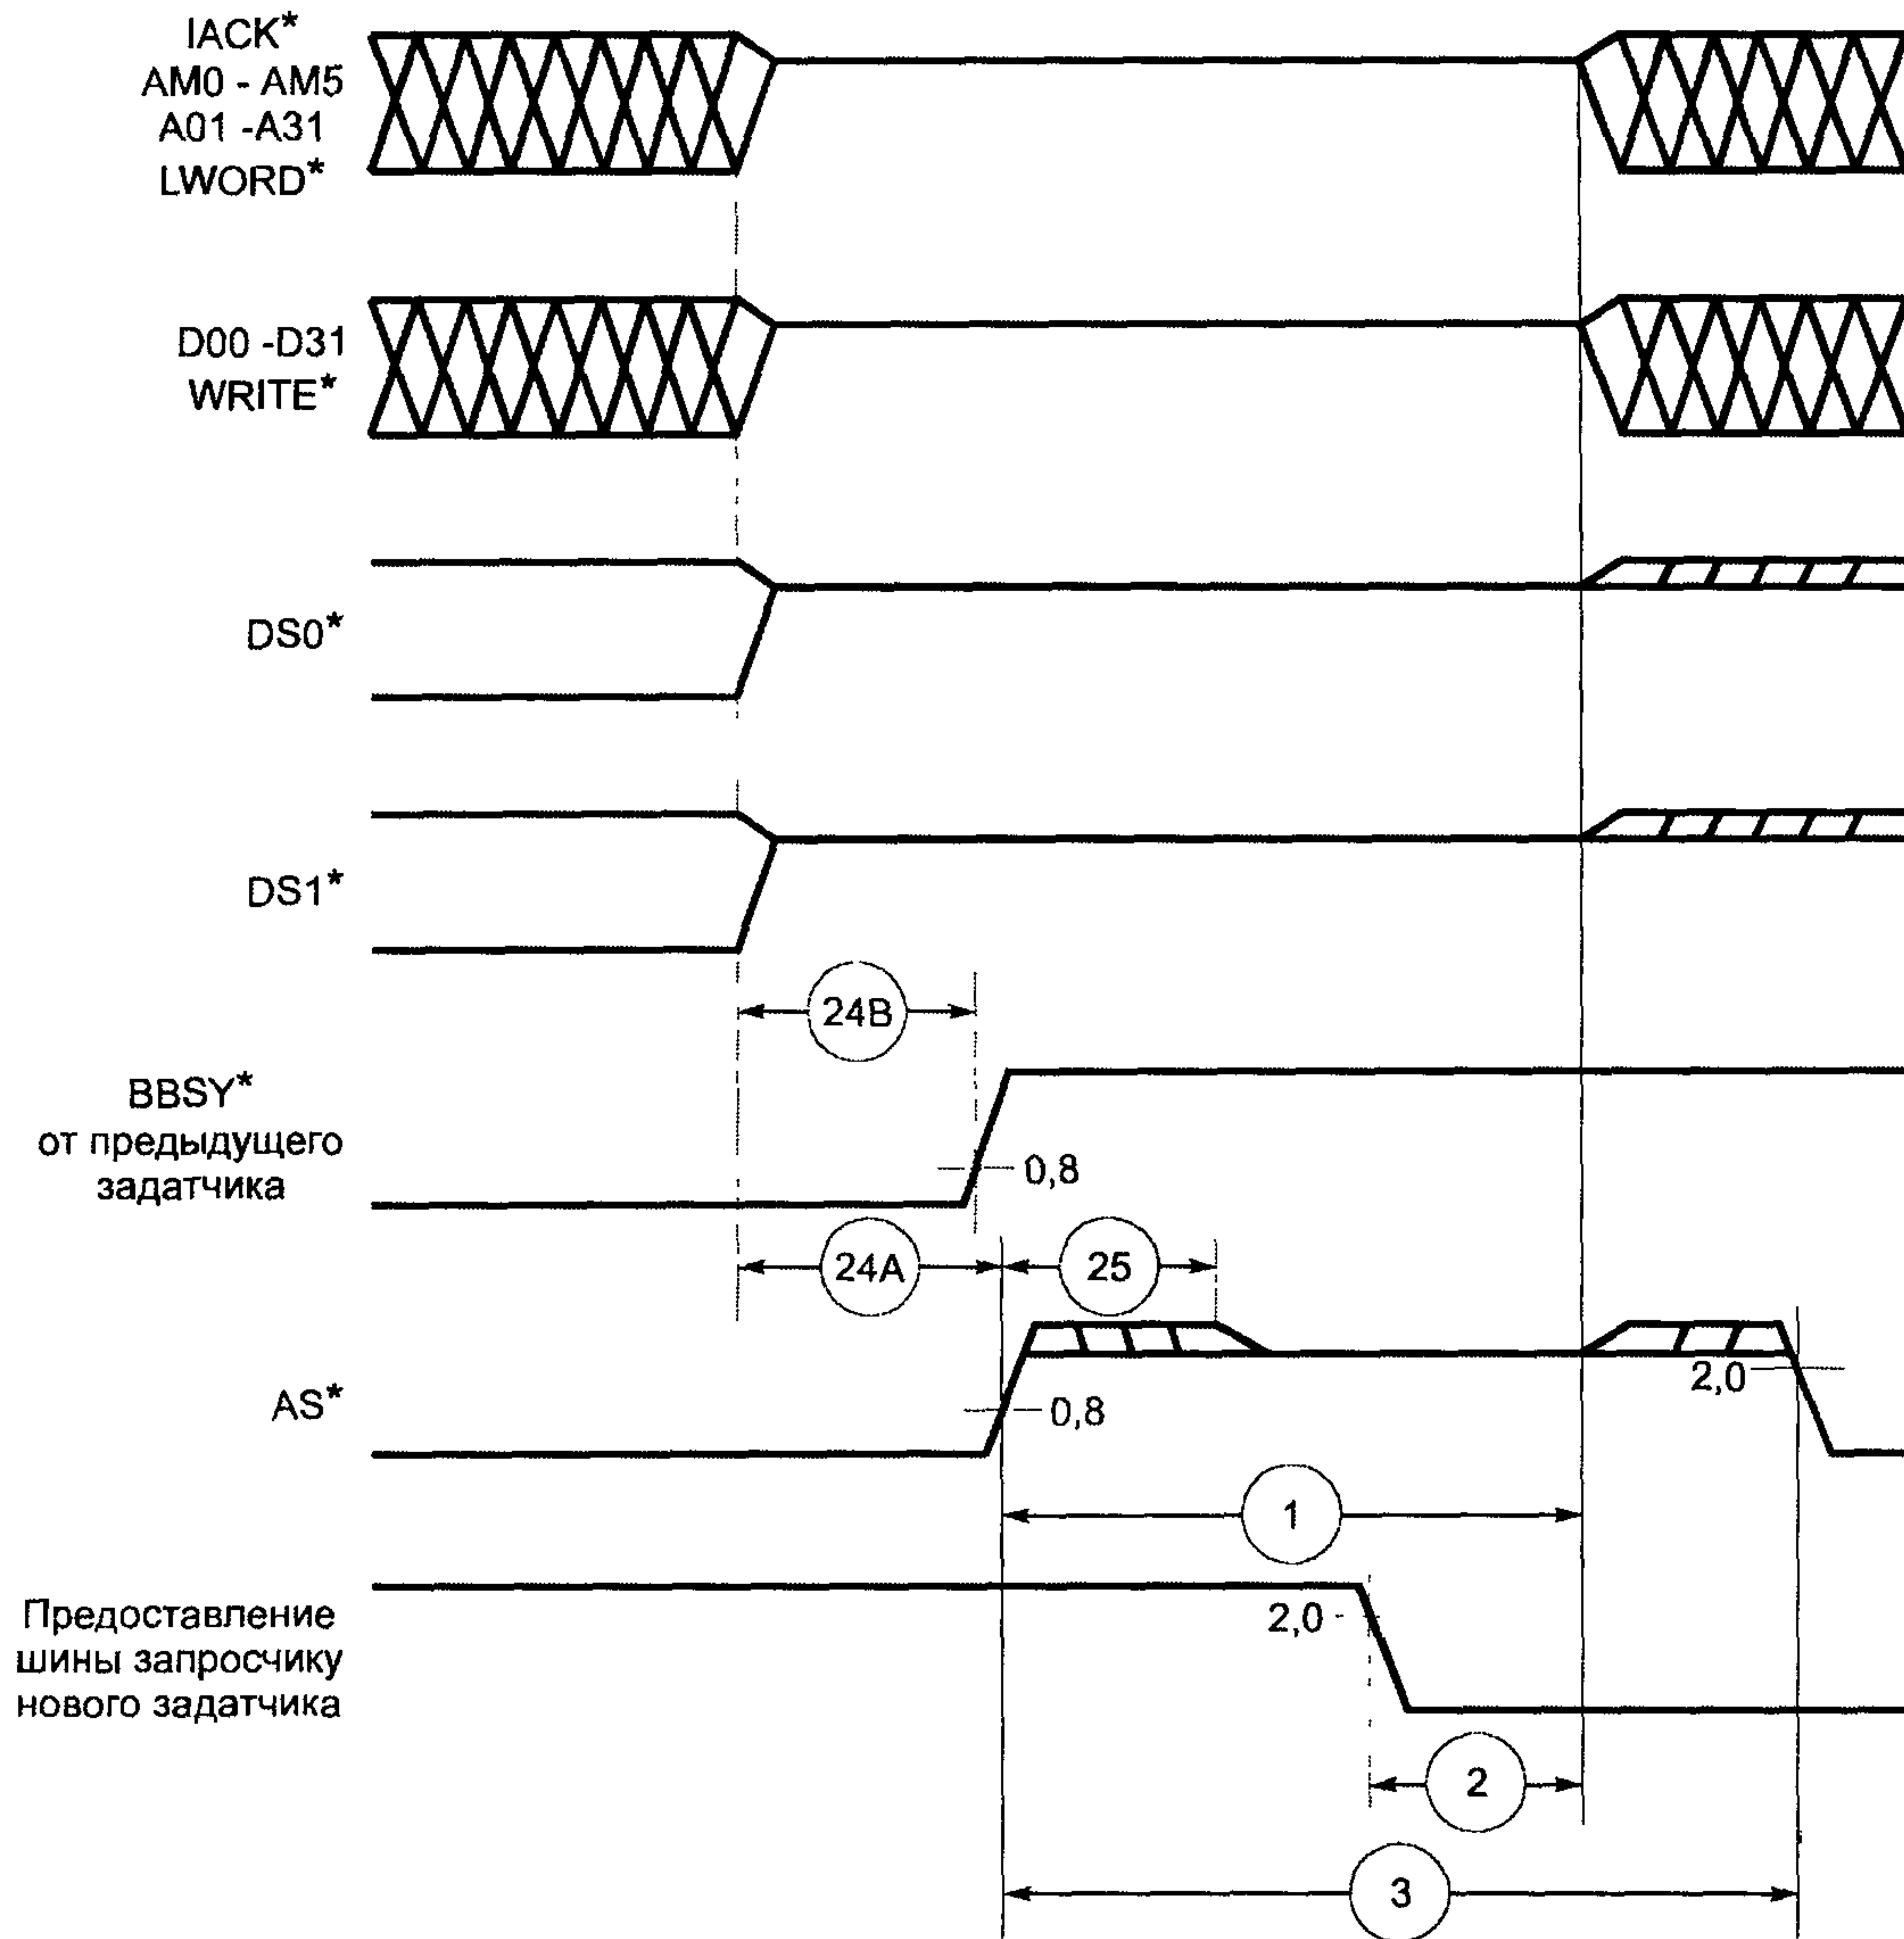 IACK*
AM0 - AM5
A01 -A31
LWORD*
D00 -D31
WRITE*
DS0*
DS1*
24B
BBSY*
от предыдущего
задатчика
0,8
24A
25
AS*
0,8
2,0
1
Предоставление
шины запросчику
нового задатчика
2,0
2
3